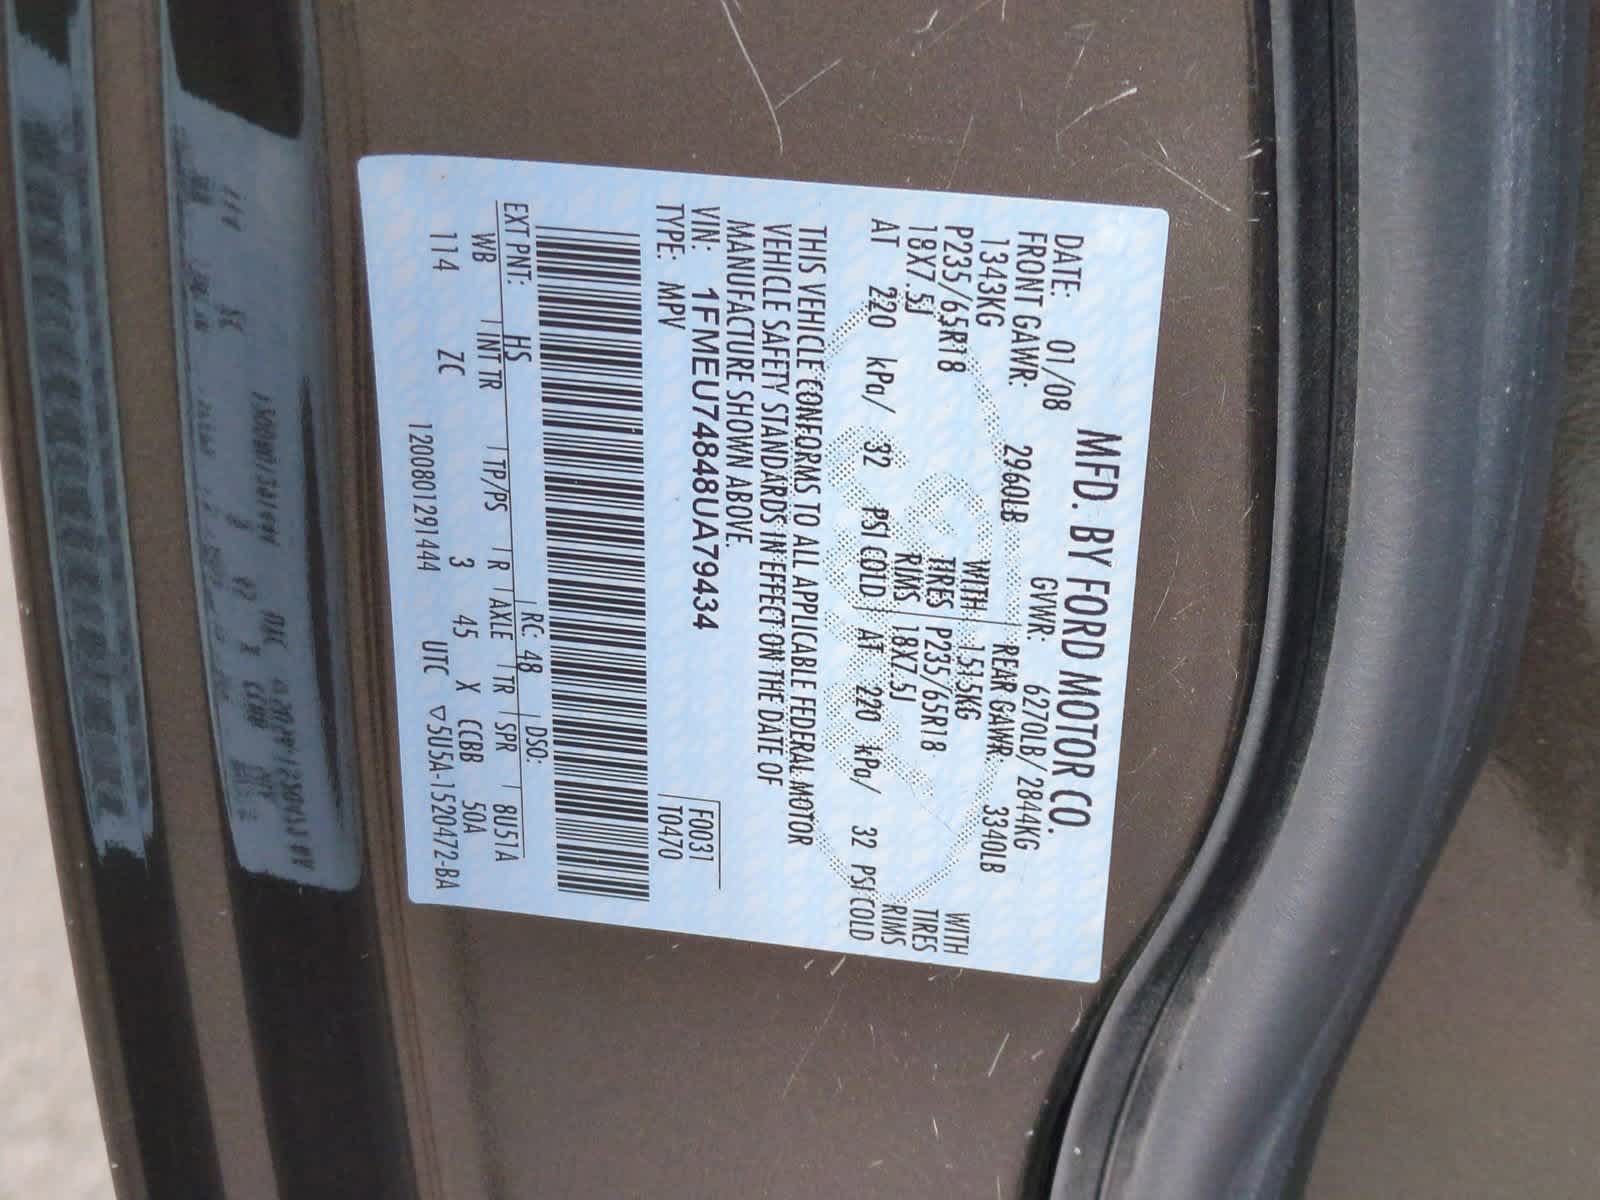 MFD. BY FORD MOTOR CO.
DATE: 01/08 GVWR: 6270LB/2844KG
FRONT GAWR: 2960LB REAR GAWR: 3340LB
1343KG WITH 1515KG WITH
P235/65R18 TIRES P235/65R18 TIRES
18X7.5J RIMS 18X7.5J RIMS
AT 220 kPa/ 32 PSI COLD AT 220 kPa/ 32 PSI COLD
THIS VEHICLE CONFORMS TO ALL APPLICABLE FEDERAL MOTOR
VEHICLE SAFETY STANDARDS IN EFFECT ON THE DATE OF
MANUFACTURE SHOWN ABOVE.
VIN: 1FMEU74848UA79434 F0031
TYPE: MPV T0470
EXT PNT: HS RC: 48 DSO:
WB INT TR TP/PS R AXLE TR SPR 8U51A
114 ZC 3 45 X CCBB 50A
1200801291444 UTC ▽5U5A-1520472-BA